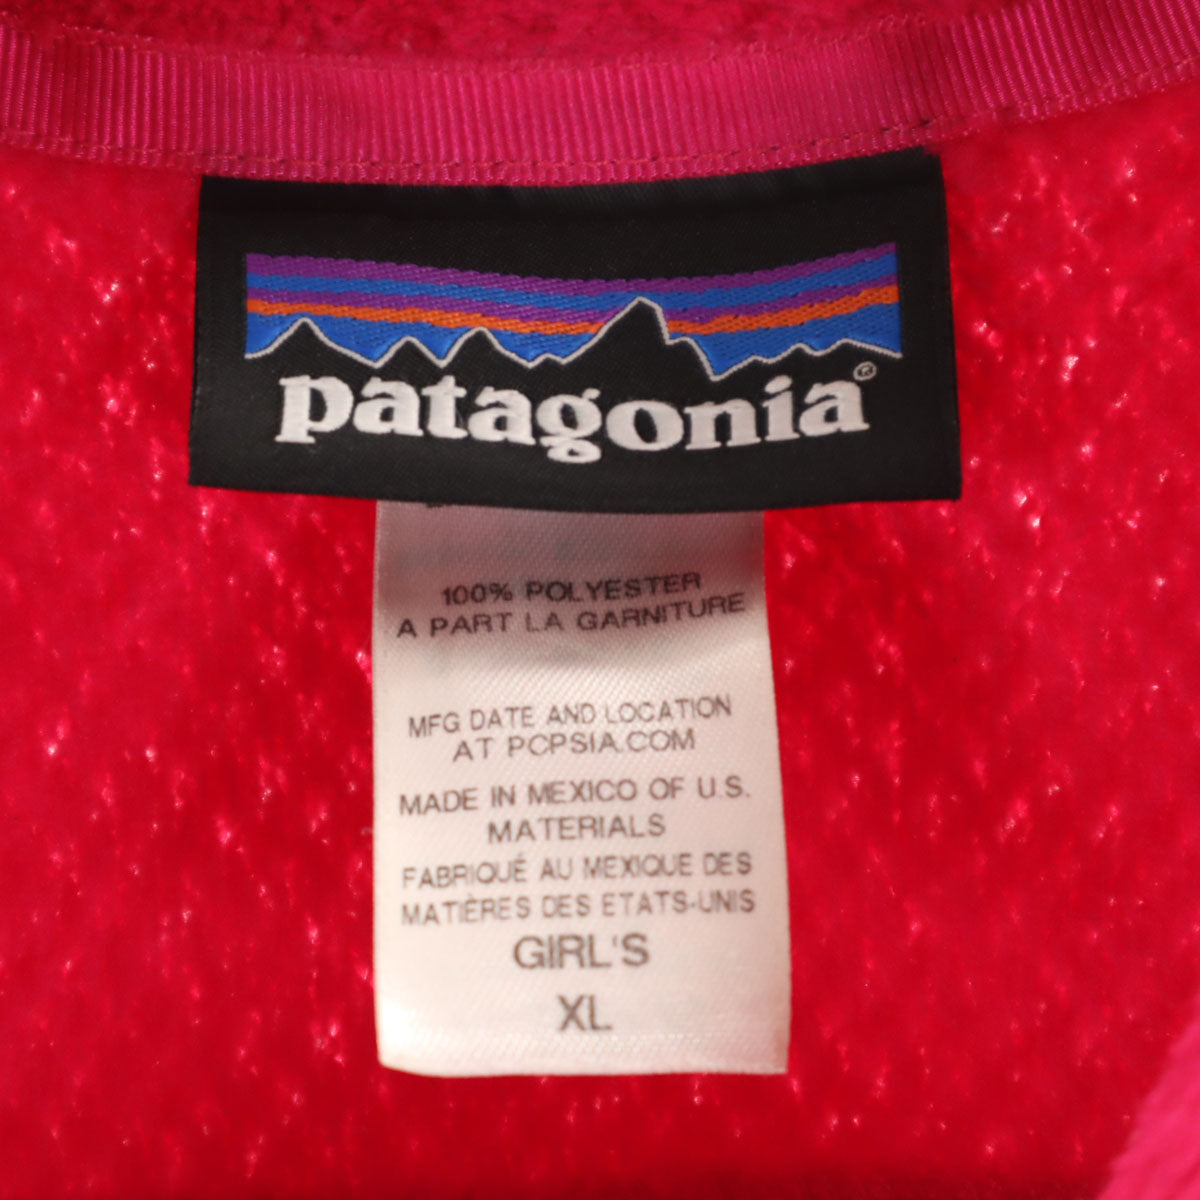 patagonia®
100% POLYESTER
A PART LA GARNITURE
MFG DATE AND LOCATION
AT PCPSIA.COM
MADE IN MEXICO OF U.S.
MATERIALS
FABRIQUÉ AU MEXIQUE DES
MATIÈRES DES ETATS-UNIS
GIRL'S
XL